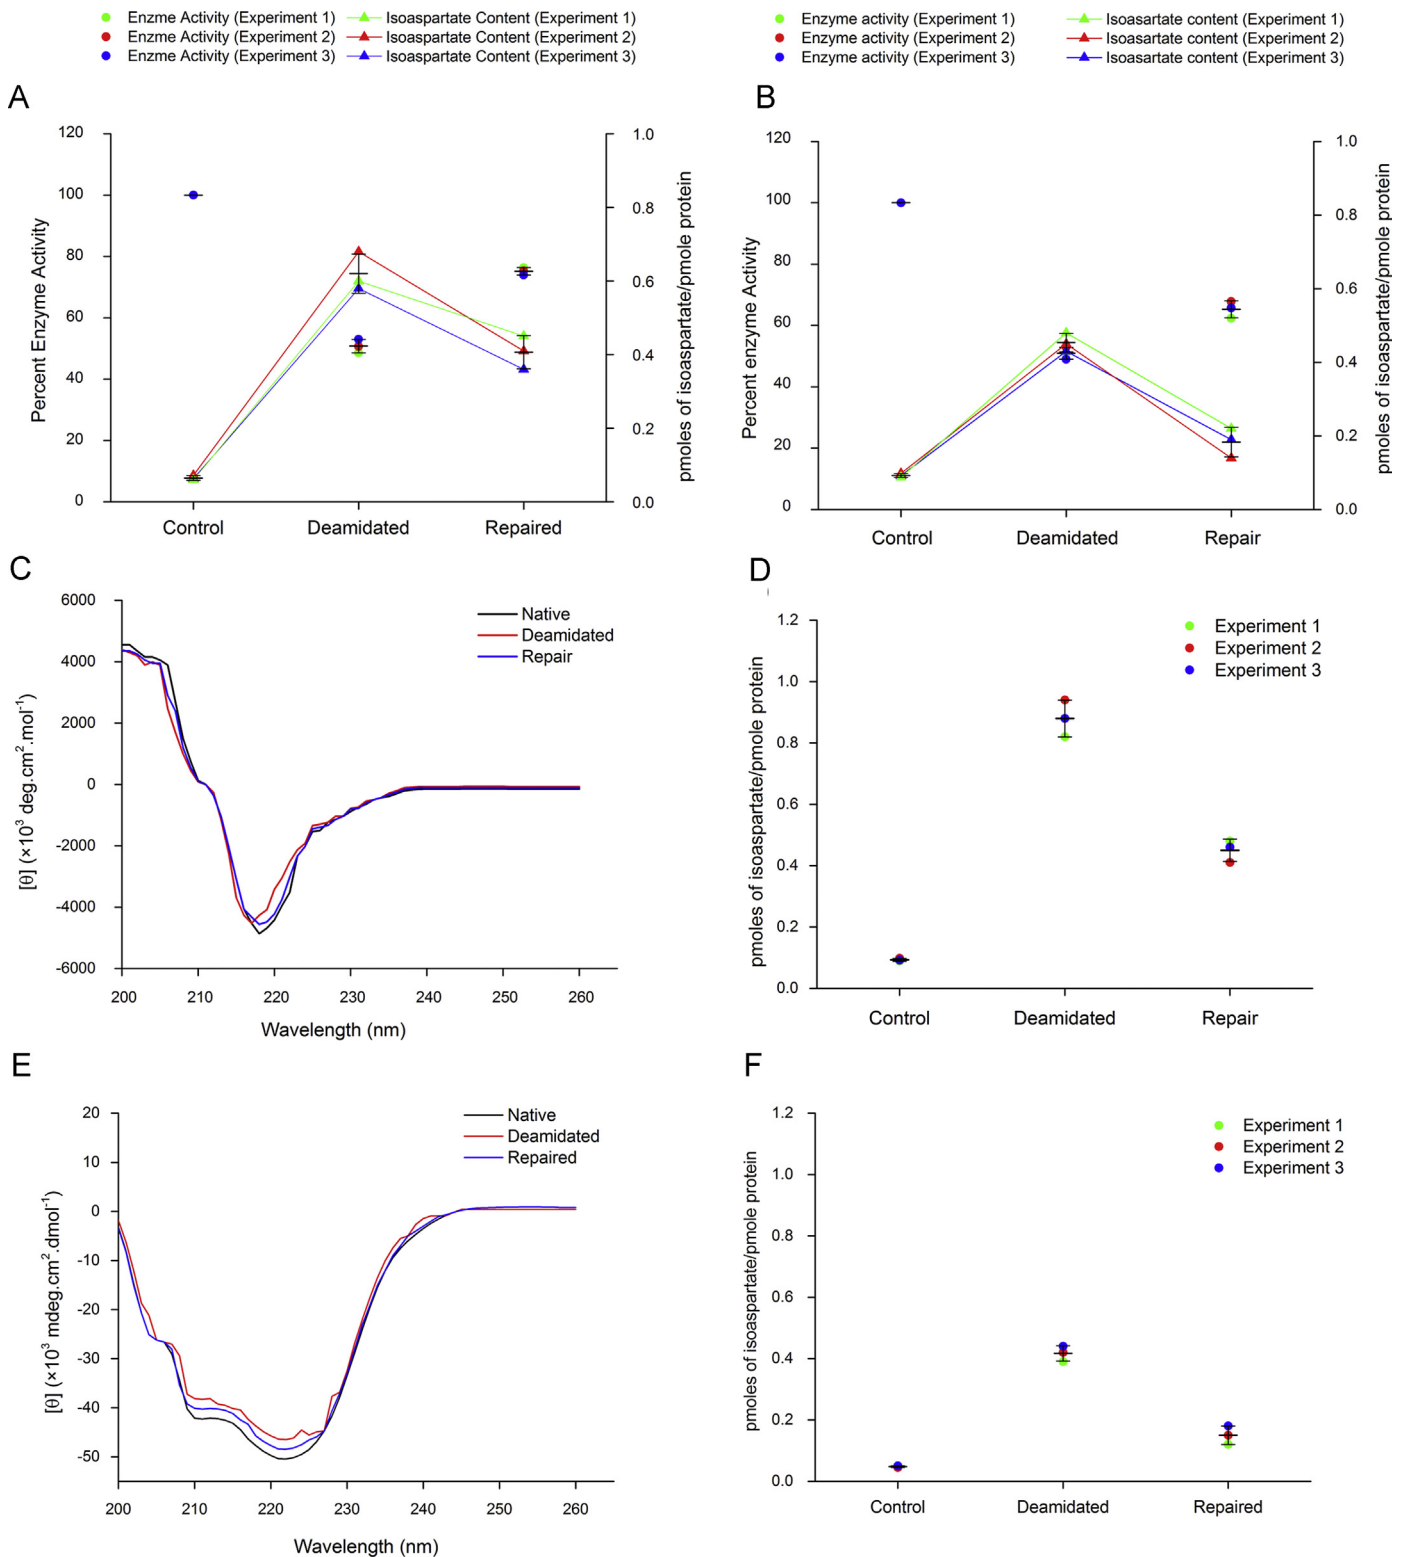 Enzme Activity (Experiment 1) Isoaspartate Content (Experiment 1)
Enzme Activity (Experiment 2) Isoaspartate Content (Experiment 2)
Enzme Activity (Experiment 3) Isoaspartate Content (Experiment 3)
Enzyme activity (Experiment 1) Isoasartate content (Experiment 1)
Enzyme activity (Experiment 2) Isoasartate content (Experiment 2)
Enzyme activity (Experiment 3) Isoasartate content (Experiment 3)
A
Percent Enzyme Activity
120
100
80
60
40
20
0
1.0
0.8
0.6
0.4
0.2
0.0
pmoles of isoaspartate/pmole protein
Control Deamidated Repaired
B
Percent enzyme Activity
120
100
80
60
40
20
0
1.0
0.8
0.6
0.4
0.2
0.0
pmoles of isoaspartate/pmole protein
Control Deamidated Repair
C
[θ] (×10³ deg.cm².mol⁻¹)
6000
4000
2000
0
-2000
-4000
-6000
Native
Deamidated
Repair
200 210 220 230 240 250 260
Wavelength (nm)
D
pmoles of isoaspartate/pmole protein
1.2
1.0
0.8
0.6
0.4
0.2
0.0
Experiment 1
Experiment 2
Experiment 3
Control Deamidated Repair
E
[θ] (×10³ mdeg.cm².dmol⁻¹)
20
10
0
-10
-20
-30
-40
-50
Native
Deamidated
Repaired
200 210 220 230 240 250 260
Wavelength (nm)
F
pmoles of isoaspartate/pmole protein
1.2
1.0
0.8
0.6
0.4
0.2
0.0
Experiment 1
Experiment 2
Experiment 3
Control Deamidated Repaired